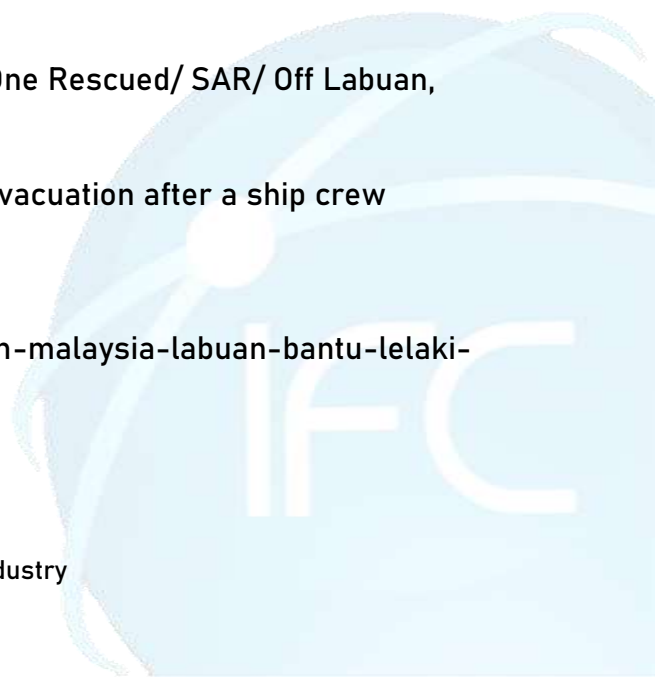 One Rescued/ SAR/ Off Labuan,
vacuation after a ship crew
n-malaysia-labuan-bantu-lelaki-
IFC
dustry